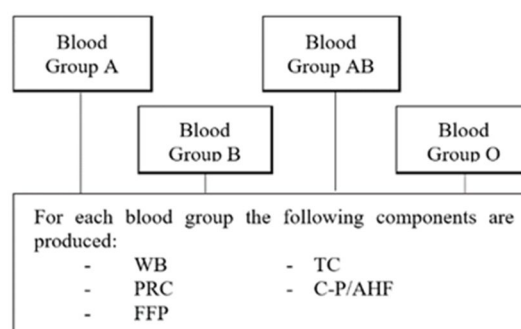 Blood
Group A
Blood
Group AB
Blood
Group B
Blood
Group O
For each blood group the following components are
produced:
- WB
- TC
- PRC
- C-P/AHF
- FFP